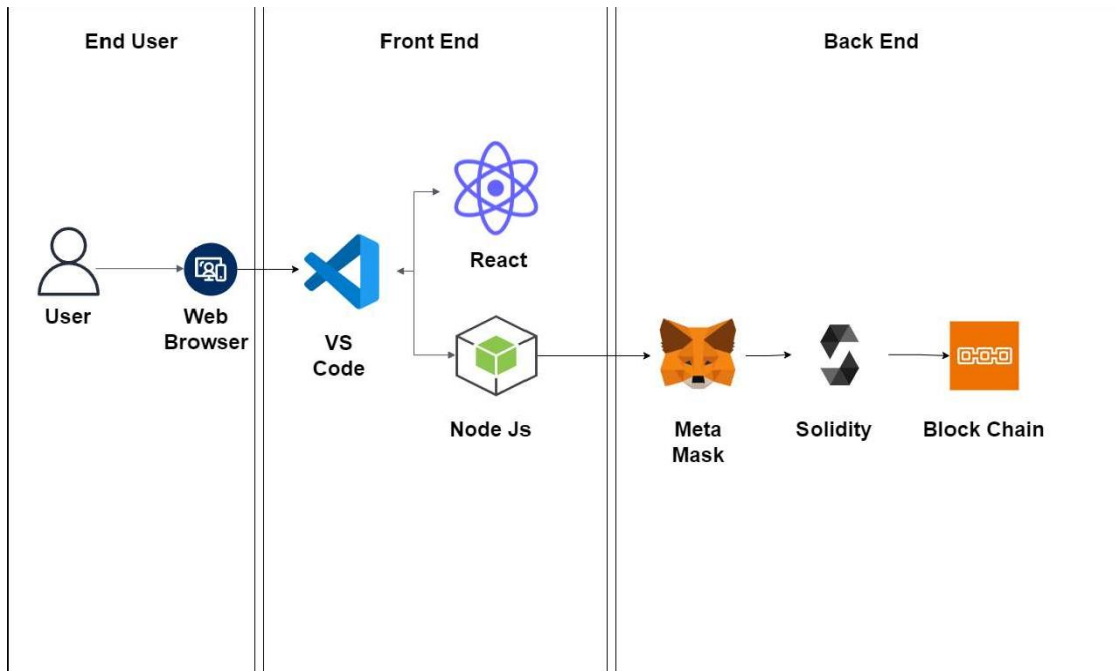 End User
Front End
Back End
React
User
Web
Browser
VS
Code
Node Js
Meta
Mask
Solidity
Block Chain